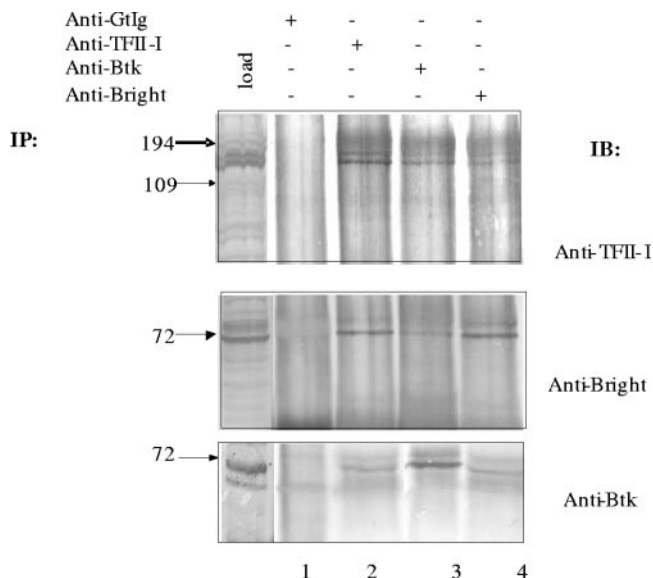 Anti-GtIg + - - -
Anti-TFII-I - + - -
Anti-Btk - - + -
Anti-Bright - - - +
load
IP:
194
IB:
109
Anti-TFII-I
72
Anti-Bright
72
Anti-Btk
1 2 3 4